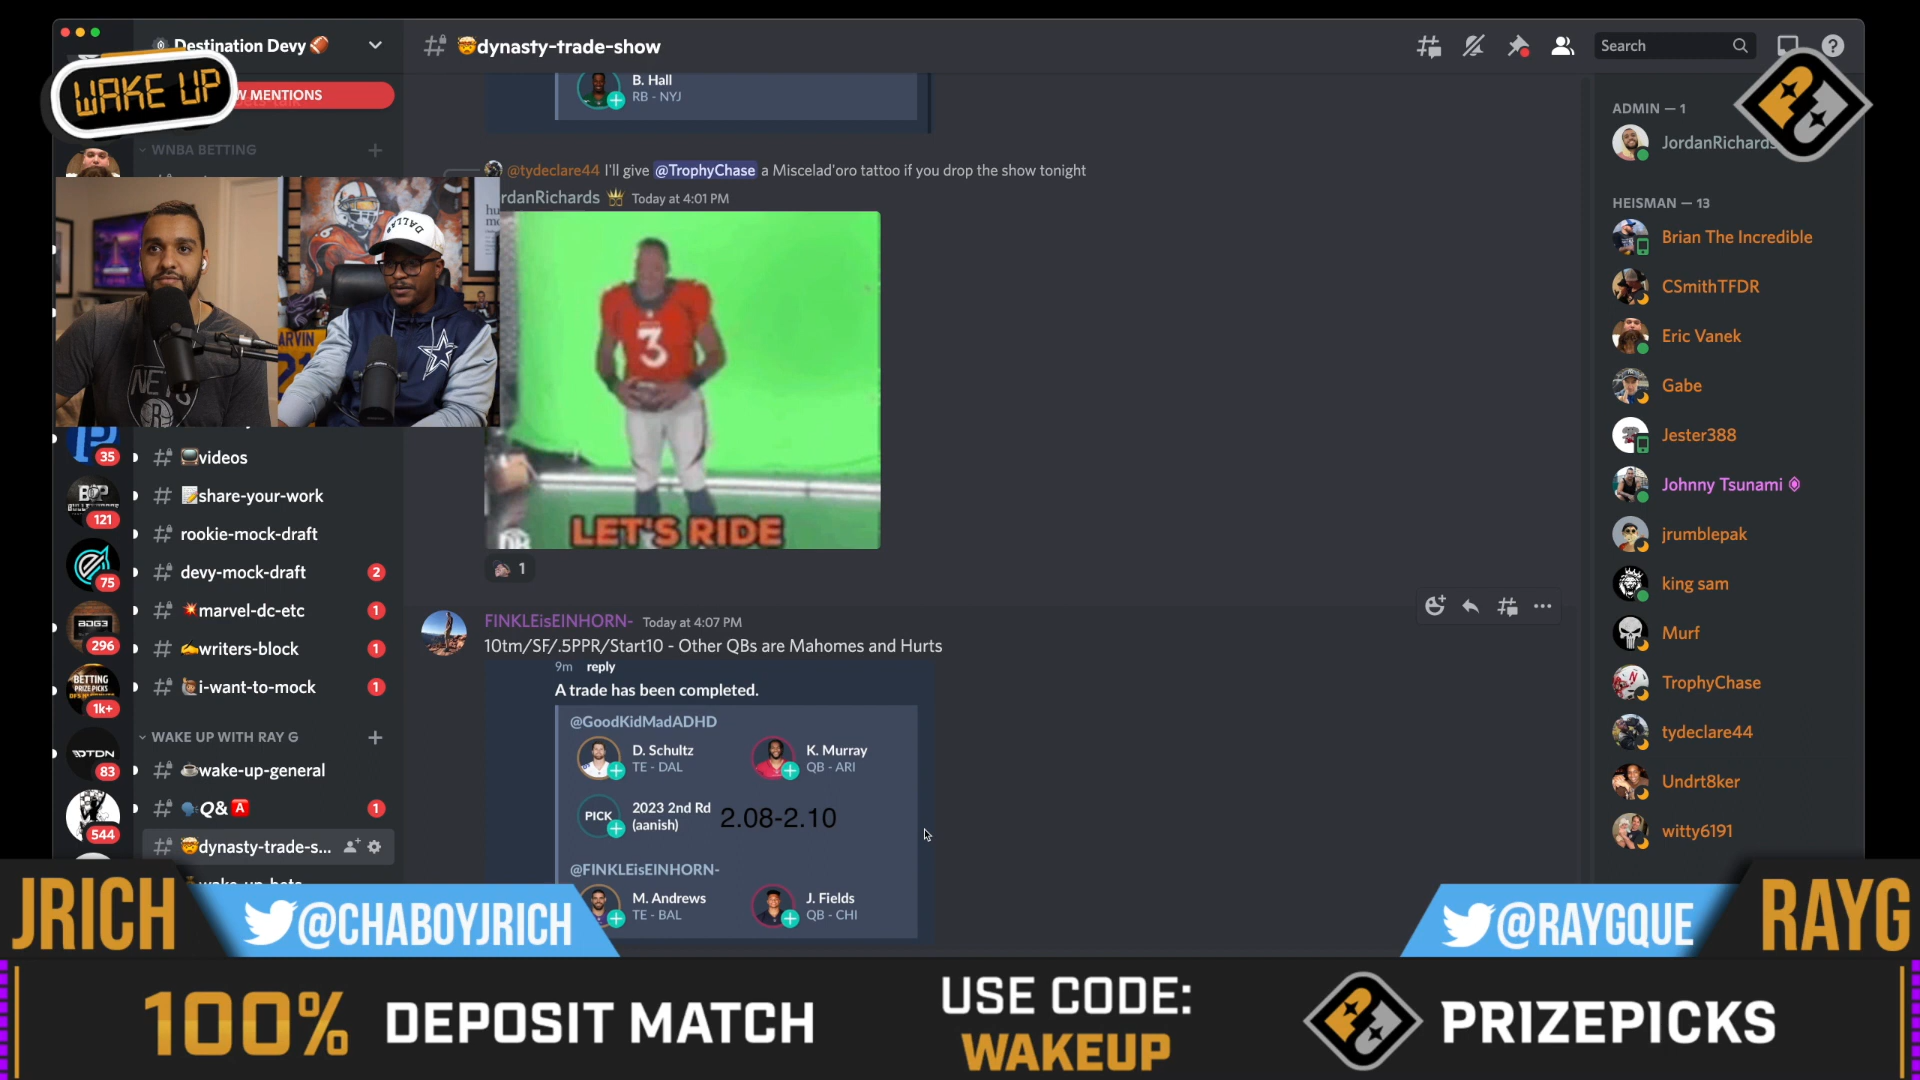 Destination Devy
# dynasty-trade-show
Search
WAKE UP
W MENTIONS
WNBA BETTING
B. Hall
RB - NYJ
ADMIN — 1
JordanRichards
@tydeclare44 I'll give @TrophyChase a Miscelad'oro tattoo if you drop the show tonight
rdanRichards Today at 4:01 PM
HEISMAN — 13
Brian The Incredible
CSmithTFDR
Eric Vanek
Gabe
Jester388
Johnny Tsunami
jrumblepak
king sam
Murf
TrophyChase
tydeclare44
Undrt8ker
witty6191
DALLAS
ARVIN
3
LET'S RIDE
1
35
121
75
BDG3
296
BETTING
PRIZE PICKS
1k+
DTDN
83
544
# videos
# share-your-work
# rookie-mock-draft
# devy-mock-draft 2
# marvel-dc-etc 1
# writers-block 1
# i-want-to-mock 1
WAKE UP WITH RAY G
# wake-up-general
# Q&A 1
# dynasty-trade-s...
FINKLEisEINHORN- Today at 4:07 PM
10tm/SF/.5PPR/Start10 - Other QBs are Mahomes and Hurts
9m reply
A trade has been completed.
@GoodKidMadADHD
D. Schultz
TE - DAL
K. Murray
QB - ARI
PICK
2023 2nd Rd
(aanish)
2.08-2.10
@FINKLEisEINHORN-
M. Andrews
TE - BAL
J. Fields
QB - CHI
JRICH
@CHABOYJRICH
@RAYGQUE
RAYG
100% DEPOSIT MATCH
USE CODE:
WAKEUP
PRIZEPICKS